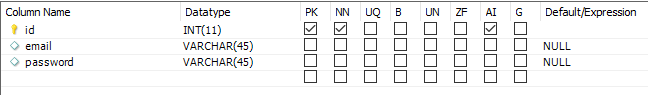 Column Name Datatype PK NN UQ B UN ZF AI G Default/Expression
id INT(11)
email VARCHAR(45) NULL
password VARCHAR(45) NULL